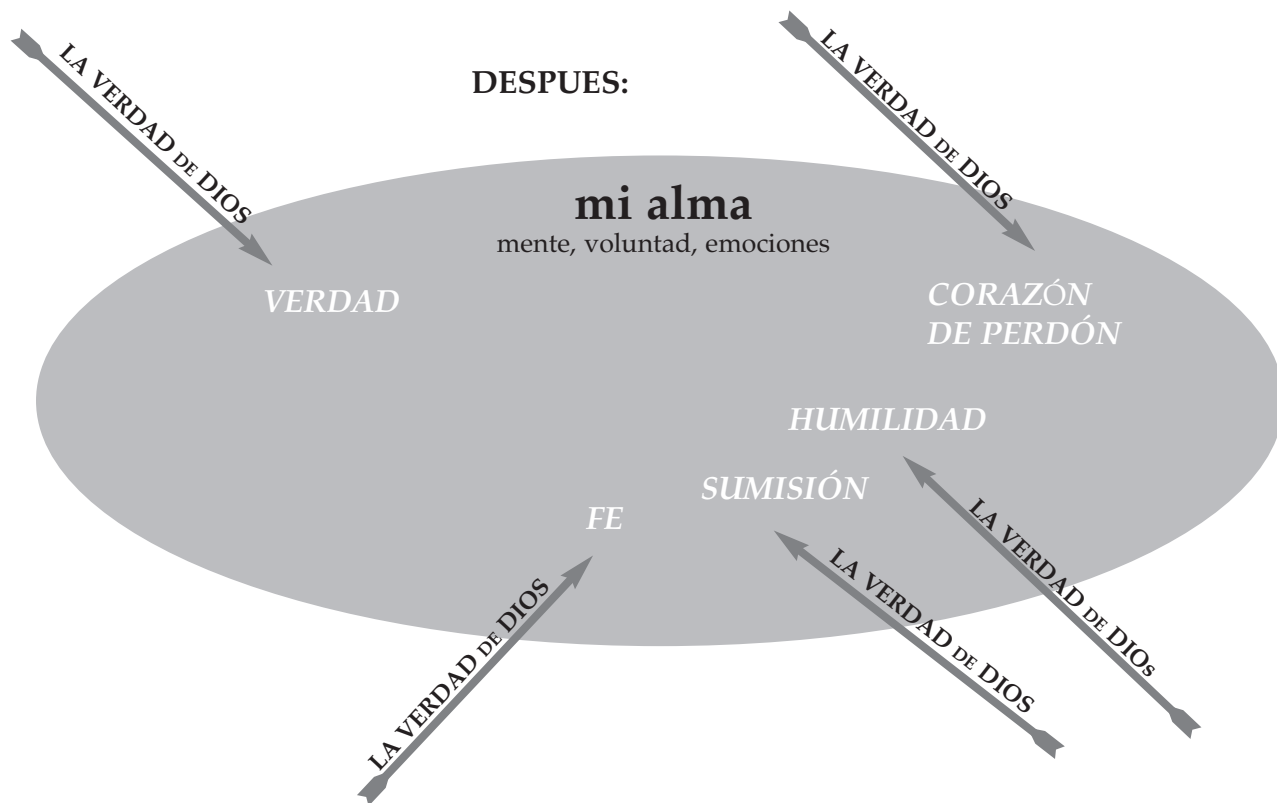 DESPUES:
LA VERDAD DE DIOS
LA VERDAD DE DIOS
mi alma
mente, voluntad, emociones
VERDAD
CORAZÓN
DE PERDÓN
HUMILIDAD
SUMISIÓN
FE
LA VERDAD DE DIOS
LA VERDAD DE DIOS
LA VERDAD DE DIOs